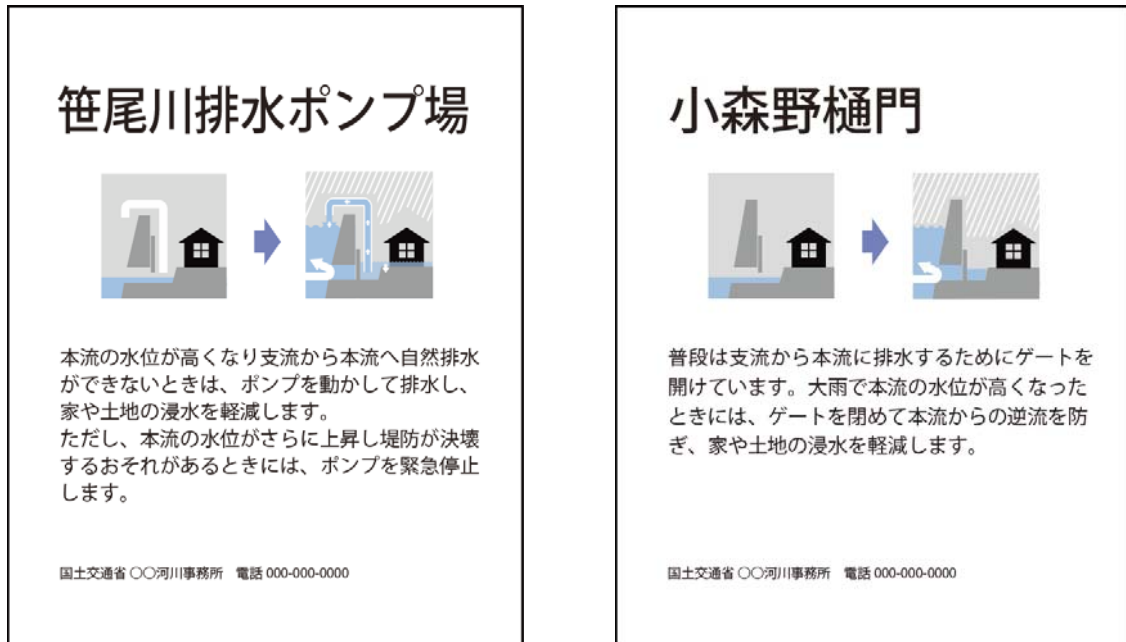 笹尾川排水ポンプ場
本流の水位が高くなり支流から本流へ自然排水
ができないときは、ポンプを動かして排水し、
家や土地の浸水を軽減します。
ただし、本流の水位がさらに上昇し堤防が決壊
するおそれがあるときには、ポンプを緊急停止
します。
国土交通省 〇〇河川事務所　電話 000-000-0000
小森野樋門
普段は支流から本流に排水するためにゲートを
開けています。大雨で本流の水位が高くなった
ときには、ゲートを閉めて本流からの逆流を防
ぎ、家や土地の浸水を軽減します。
国土交通省 〇〇河川事務所　電話 000-000-0000